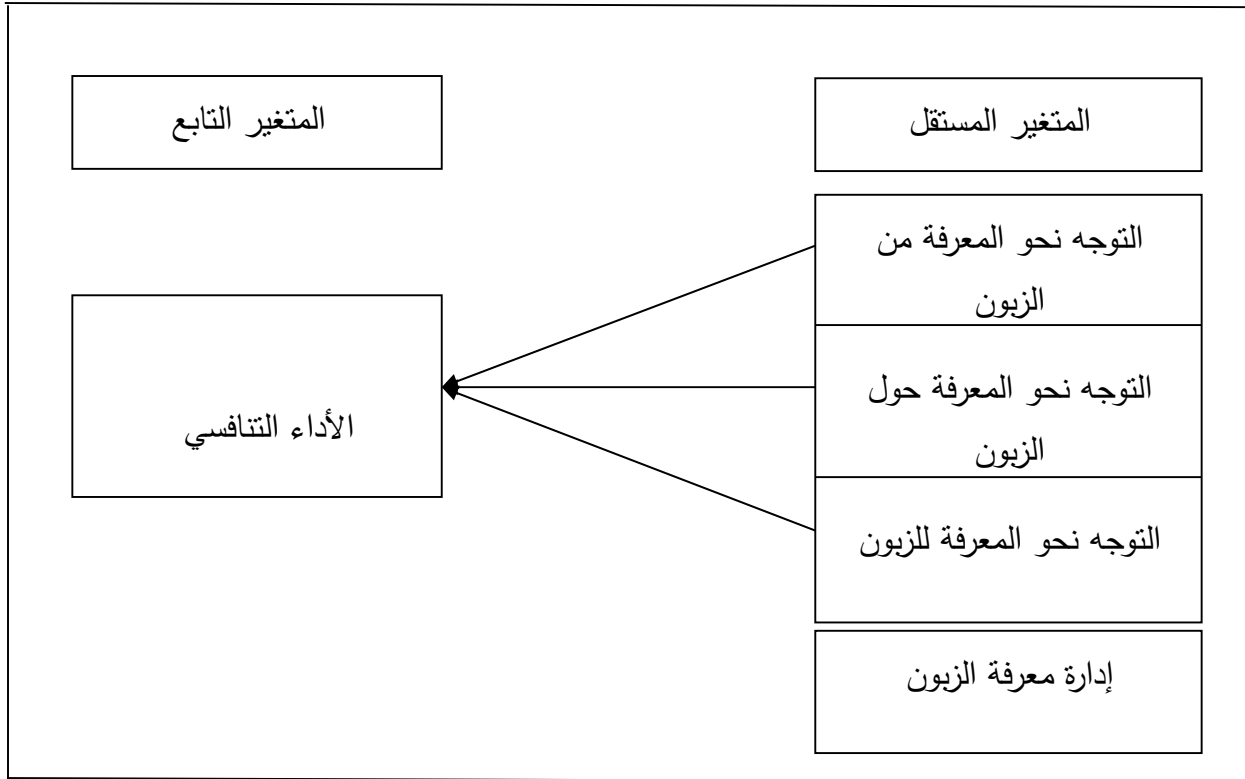 المتغير المستقل
المتغير التابع
التوجه نحو المعرفة من
الزبون
التوجه نحو المعرفة حول
الزبون
التوجه نحو المعرفة للزبون
إدارة معرفة الزبون
الأداء التنافسي